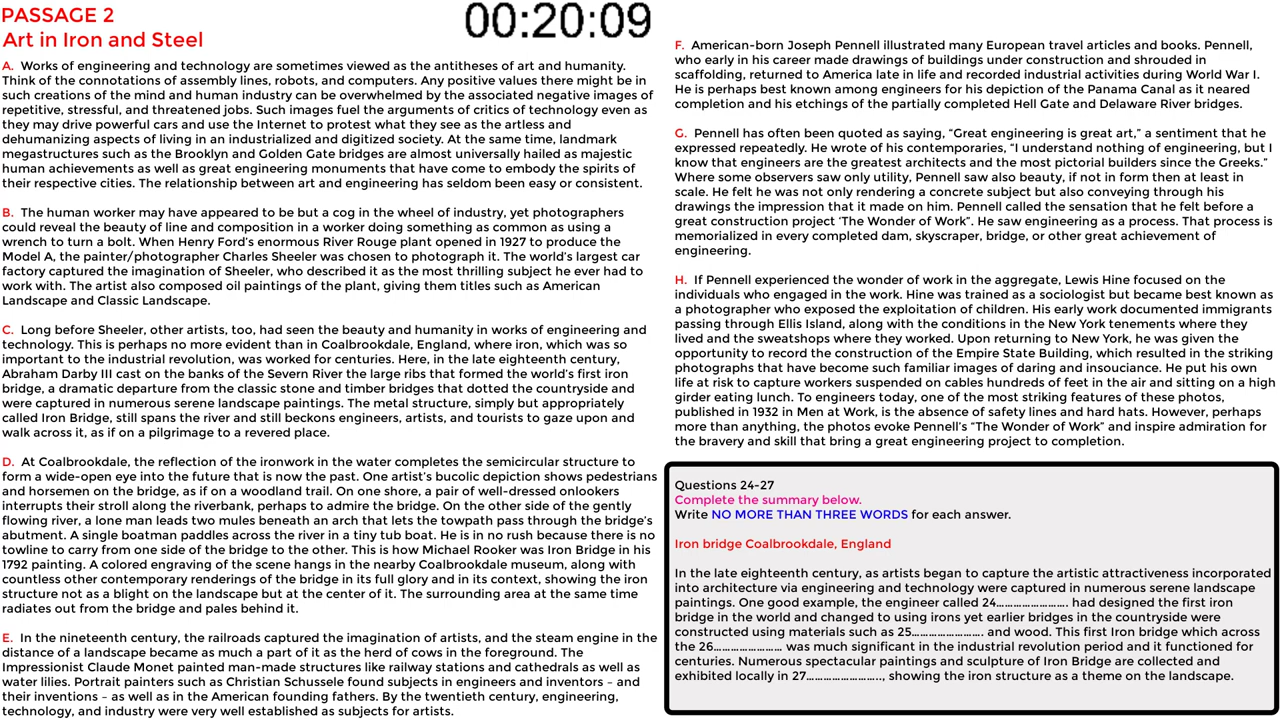 PASSAGE 2
Art in Iron and Steel
00:20:09
A. Works of engineering and technology are sometimes viewed as the antitheses of art and humanity.
Think of the connotations of assembly lines, robots, and computers. Any positive values there might be in
such creations of the mind and human industry can be overwhelmed by the associated negative images of
repetitive, stressful, and threatened jobs. Such images fuel the arguments of critics of technology even as
they may drive powerful cars and use the Internet to protest what they see as the artless and
dehumanizing aspects of living in an industrialized and digitized society. At the same time, landmark
megastructures such as the Brooklyn and Golden Gate bridges are almost universally hailed as majestic
human achievements as well as great engineering monuments that have come to embody the spirits of
their respective cities. The relationship between art and engineering has seldom been easy or consistent.
B. The human worker may have appeared to be but a cog in the wheel of industry, yet photographers
could reveal the beauty of line and composition in a worker doing something as common as using a
wrench to turn a bolt. When Henry Ford's enormous River Rouge plant opened in 1927 to produce the
Model A, the painter/photographer Charles Sheeler was chosen to photograph it. The world's largest car
factory captured the imagination of Sheeler, who described it as the most thrilling subject he ever had to
work with. The artist also composed oil paintings of the plant, giving them titles such as American
Landscape and Classic Landscape.
C. Long before Sheeler, other artists, too, had seen the beauty and humanity in works of engineering and
technology. This is perhaps no more evident than in Coalbrookdale, England, where iron, which was so
important to the industrial revolution, was worked for centuries. Here, in the late eighteenth century,
Abraham Darby III cast on the banks of the Severn River the large ribs that formed the world's first iron
bridge, a dramatic departure from the classic stone and timber bridges that dotted the countryside and
were captured in numerous serene landscape paintings. The metal structure, simply but appropriately
called Iron Bridge, still spans the river and still beckons engineers, artists, and tourists to gaze upon and
walk across it, as if on a pilgrimage to a revered place.
D. At Coalbrookdale, the reflection of the ironwork in the water completes the semicircular structure to
form a wide-open eye into the future that is now the past. One artist's bucolic depiction shows pedestrians
and horsemen on the bridge, as if on a woodland trail. On one shore, a pair of well-dressed onlookers
interrupts their stroll along the riverbank, perhaps to admire the bridge. On the other side of the gently
flowing river, a lone man leads two mules beneath an arch that lets the towpath pass through the bridge's
abutment. A single boatman paddles across the river in a tiny tub boat. He is in no rush because there is no
towline to carry from one side of the bridge to the other. This is how Michael Rooker was Iron Bridge in his
1792 painting. A colored engraving of the scene hangs in the nearby Coalbrookdale museum, along with
countless other contemporary renderings of the bridge in its full glory and in its context, showing the iron
structure not as a blight on the landscape but at the center of it. The surrounding area at the same time
radiates out from the bridge and pales behind it.
E. In the nineteenth century, the railroads captured the imagination of artists, and the steam engine in the
distance of a landscape became as much a part of it as the herd of cows in the foreground. The
Impressionist Claude Monet painted man-made structures like railway stations and cathedrals as well as
water lilies. Portrait painters such as Christian Schussele found subjects in engineers and inventors – and
their inventions – as well as in the American founding fathers. By the twentieth century, engineering,
technology, and industry were very well established as subjects for artists.
F. American-born Joseph Pennell illustrated many European travel articles and books. Pennell,
who early in his career made drawings of buildings under construction and shrouded in
scaffolding, returned to America late in life and recorded industrial activities during World War I.
He is perhaps best known among engineers for his depiction of the Panama Canal as it neared
completion and his etchings of the partially completed Hell Gate and Delaware River bridges.
G. Pennell has often been quoted as saying, "Great engineering is great art," a sentiment that he
expressed repeatedly. He wrote of his contemporaries, "I understand nothing of engineering, but I
know that engineers are the greatest architects and the most pictorial builders since the Greeks."
Where some observers saw only utility, Pennell saw also beauty, if not in form then at least in
scale. He felt he was not only rendering a concrete subject but also conveying through his
drawings the impression that it made on him. Pennell called the sensation that he felt before a
great construction project 'The Wonder of Work". He saw engineering as a process. That process is
memorialized in every completed dam, skyscraper, bridge, or other great achievement of
engineering.
H. If Pennell experienced the wonder of work in the aggregate, Lewis Hine focused on the
individuals who engaged in the work. Hine was trained as a sociologist but became best known as
a photographer who exposed the exploitation of children. His early work documented immigrants
passing through Ellis Island, along with the conditions in the New York tenements where they
lived and the sweatshops where they worked. Upon returning to New York, he was given the
opportunity to record the construction of the Empire State Building, which resulted in the striking
photographs that have become such familiar images of daring and insouciance. He put his own
life at risk to capture workers suspended on cables hundreds of feet in the air and sitting on a high
girder eating lunch. To engineers today, one of the most striking features of these photos,
published in 1932 in Men at Work, is the absence of safety lines and hard hats. However, perhaps
more than anything, the photos evoke Pennell's "The Wonder of Work" and inspire admiration for
the bravery and skill that bring a great engineering project to completion.
Questions 24-27
Complete the summary below.
Write NO MORE THAN THREE WORDS for each answer.
Iron bridge Coalbrookdale, England
In the late eighteenth century, as artists began to capture the artistic attractiveness incorporated
into architecture via engineering and technology were captured in numerous serene landscape
paintings. One good example, the engineer called 24...................... had designed the first iron
bridge in the world and changed to using irons yet earlier bridges in the countryside were
constructed using materials such as 25...................... and wood. This first Iron bridge which across
the 26..................... was much significant in the industrial revolution period and it functioned for
centuries. Numerous spectacular paintings and sculpture of Iron Bridge are collected and
exhibited locally in 27......................., showing the iron structure as a theme on the landscape.